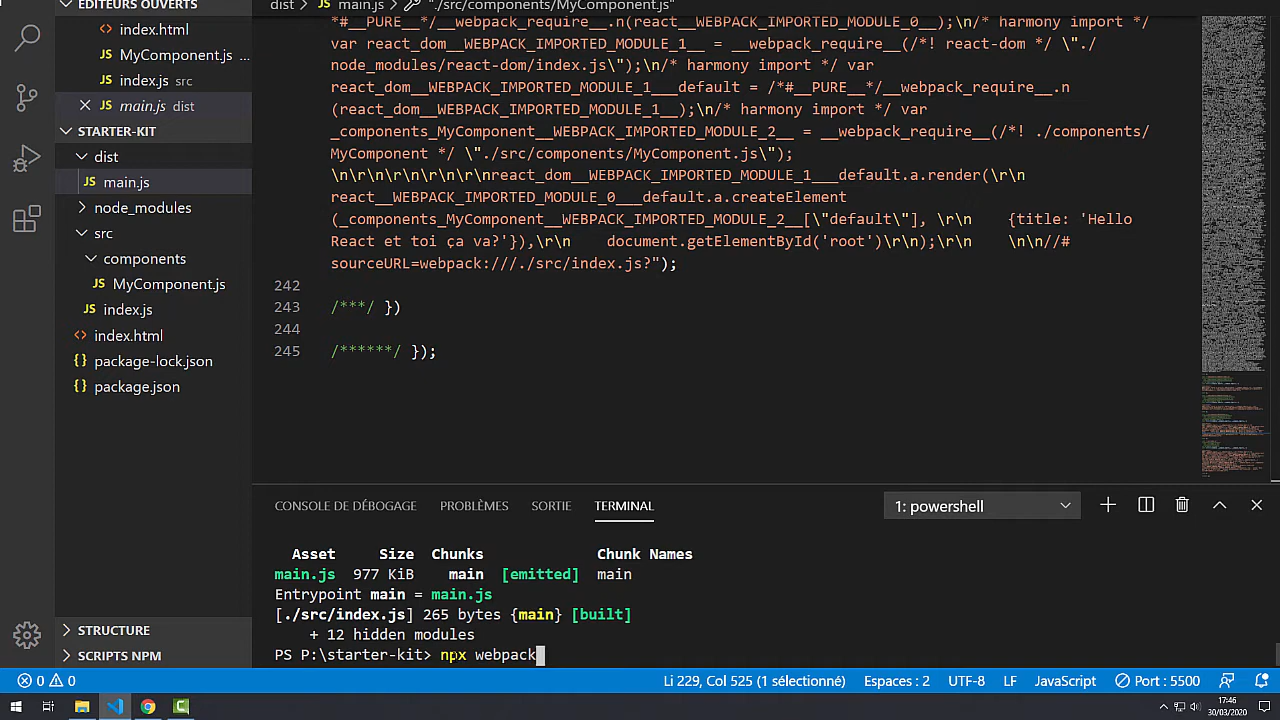 ÉDITEURS OUVERTS
index.html
MyComponent.js ...
index.js src
main.js dist
STARTER-KIT
dist
main.js
node_modules
src
components
MyComponent.js
index.js
index.html
package-lock.json
package.json
STRUCTURE
SCRIPTS NPM
dist > JS main.js > "./src/components/MyComponent.js"
*#__PURE__*/__webpack_require__.n(react__WEBPACK_IMPORTED_MODULE_0__);\n/* harmony import */
var react_dom__WEBPACK_IMPORTED_MODULE_1__ = __webpack_require__(/*! react-dom */ \"./
node_modules/react-dom/index.js\");\n/* harmony import */ var
react_dom__WEBPACK_IMPORTED_MODULE_1___default = /*#__PURE__*/__webpack_require__.n
(react_dom__WEBPACK_IMPORTED_MODULE_1__);\n/* harmony import */ var
_components_MyComponent__WEBPACK_IMPORTED_MODULE_2__ = __webpack_require__(/*! ./components/
MyComponent */ \"./src/components/MyComponent.js\");
\n\r\n\r\n\r\n\r\nreact_dom__WEBPACK_IMPORTED_MODULE_1___default.a.render(\r\n
react__WEBPACK_IMPORTED_MODULE_0___default.a.createElement
(_components_MyComponent__WEBPACK_IMPORTED_MODULE_2__[\"default\"], \r\n    {title: 'Hello
React et toi ça va?'}),\r\n    document.getElementById('root')\r\n);\r\n    \n\n//#
sourceURL=webpack:///./src/index.js?");
242
243 /***/ })
244
245 /******/ });
CONSOLE DE DÉBOGAGE PROBLÈMES SORTIE TERMINAL 1: powershell
Asset Size Chunks Chunk Names
main.js 977 KiB main [emitted] main
Entrypoint main = main.js
[./src/index.js] 265 bytes {main} [built]
+ 12 hidden modules
PS P:\starter-kit> npx webpack
0 0 Li 229, Col 525 (1 sélectionné) Espaces : 2 UTF-8 LF JavaScript Port : 5500
17:46
30/03/2020